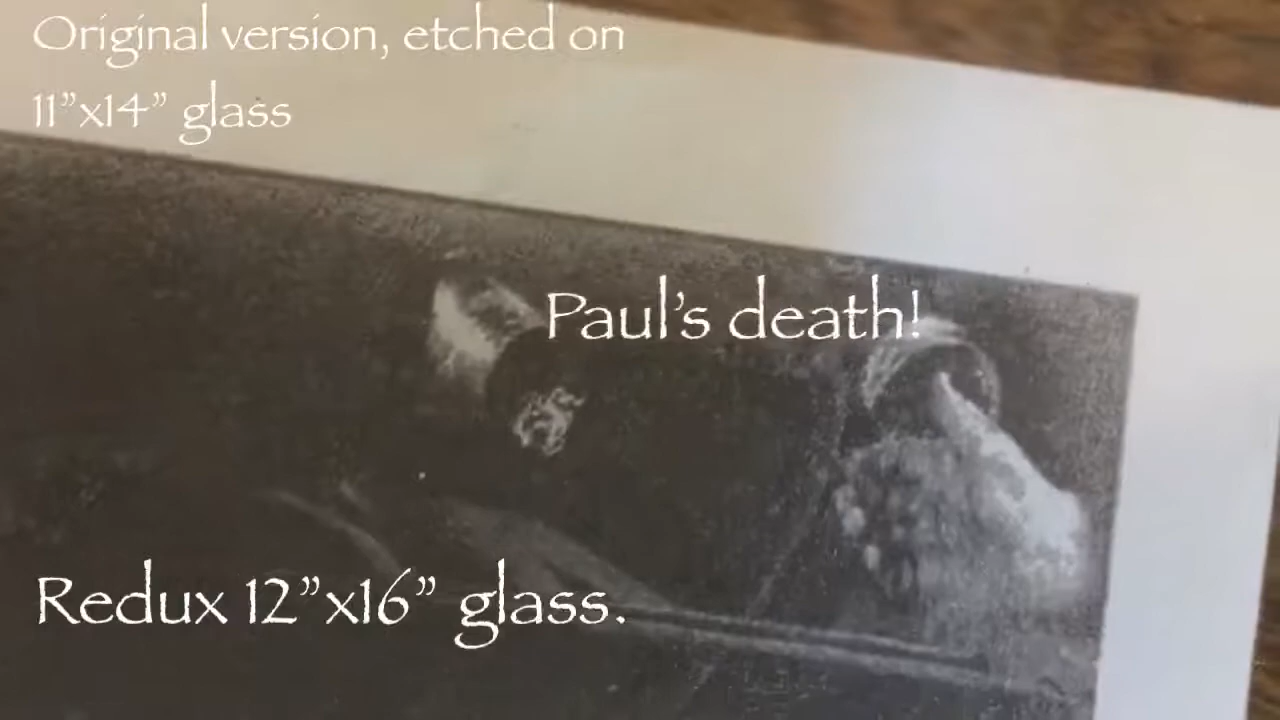 Original version, etched on
11”x14” glass
Paul’s death!
Redux 12”x16” glass.